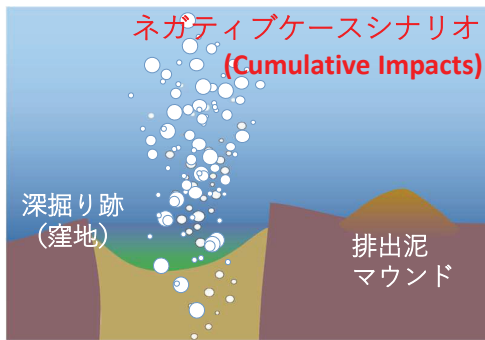 ネガティブケースシナリオ
(Cumulative Impacts)
深掘り跡
（窪地）
排出泥
マウンド